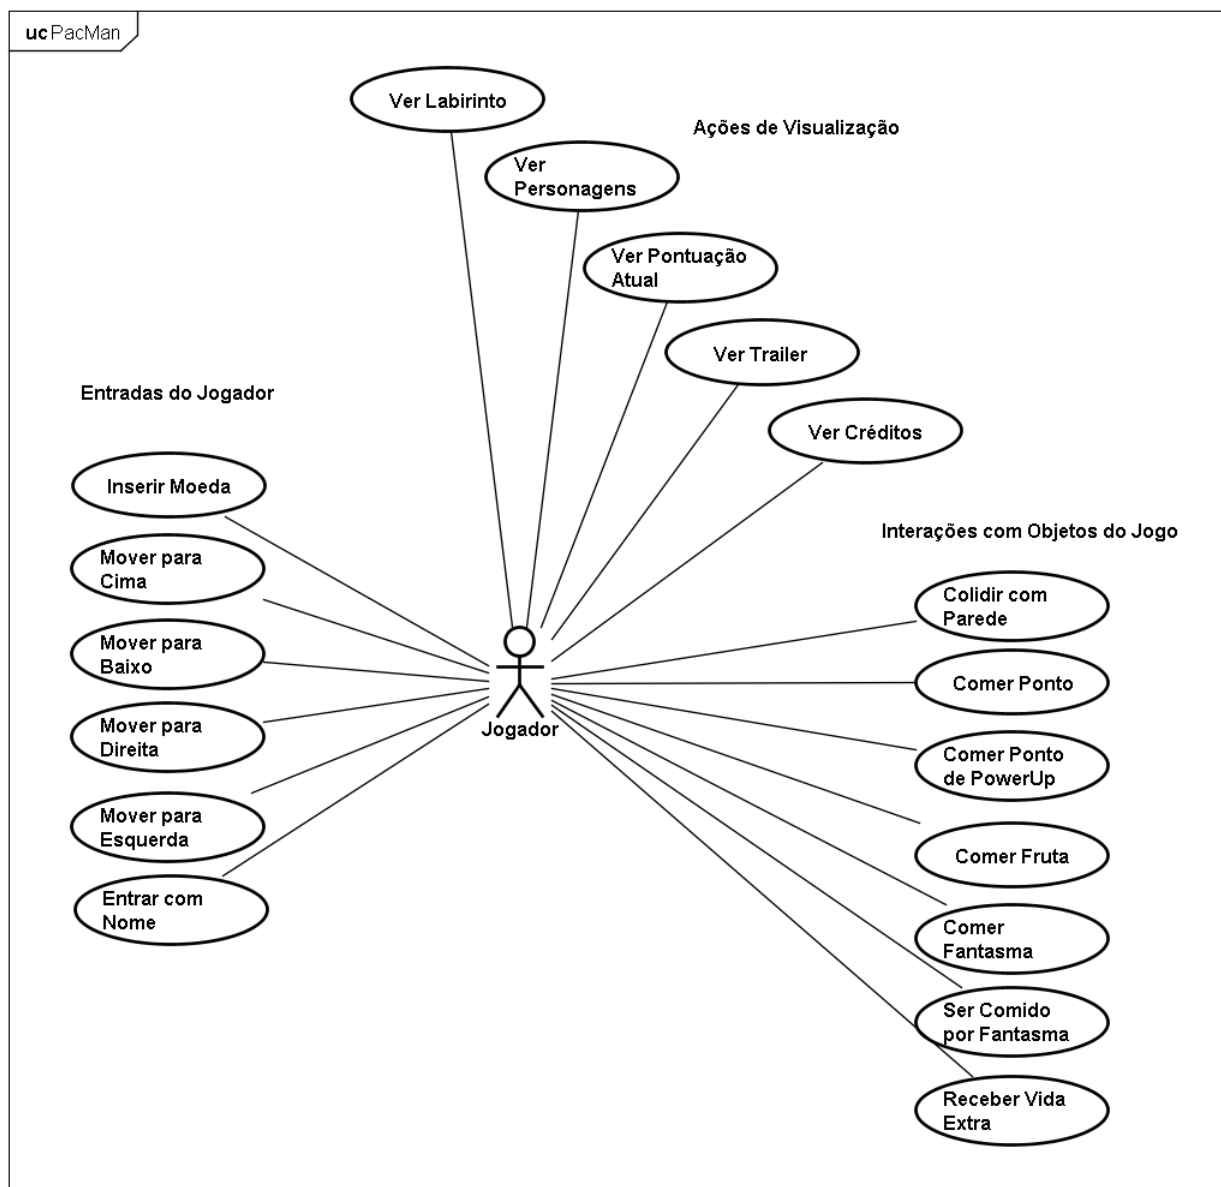 uc PacMan
Ver Labirinto
Ações de Visualização
Ver
Personagens
Ver Pontuação
Atual
Ver Trailer
Ver Créditos
Entradas do Jogador
Inserir Moeda
Mover para
Cima
Mover para
Baixo
Mover para
Direita
Mover para
Esquerda
Entrar com
Nome
Jogador
Interações com Objetos do Jogo
Colidir com
Parede
Comer Ponto
Comer Ponto
de PowerUp
Comer Fruta
Comer
Fantasma
Ser Comido
por Fantasma
Receber Vida
Extra